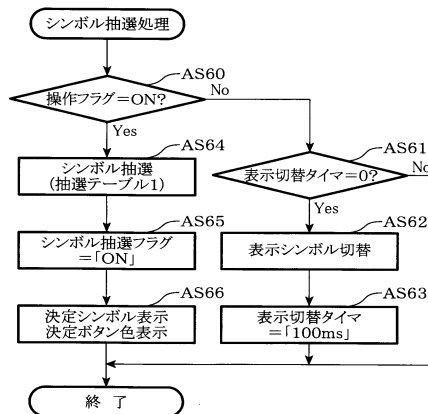 シンボル抽選処理
AS60
操作フラグ=ON?
No
Yes
AS64
シンボル抽選
(抽選テーブル1)
AS61
表示切替タイマ=0?
No
Yes
AS65
シンボル抽選フラグ
=「ON」
AS62
表示シンボル切替
AS66
決定シンボル表示
決定ボタン色表示
AS63
表示切替タイマ
=「100ms」
終了